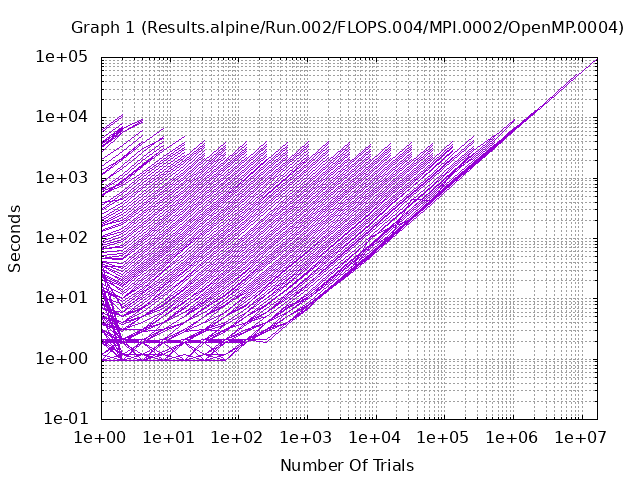 Graph 1 (Results.alpine/Run.002/FLOPS.004/MPI.0002/OpenMP.0004)
1e+05
1e+04
1e+03
1e+02
1e+01
1e+00
1e-01
Seconds
1e+00 1e+01 1e+02 1e+03 1e+04 1e+05 1e+06 1e+07
Number Of Trials